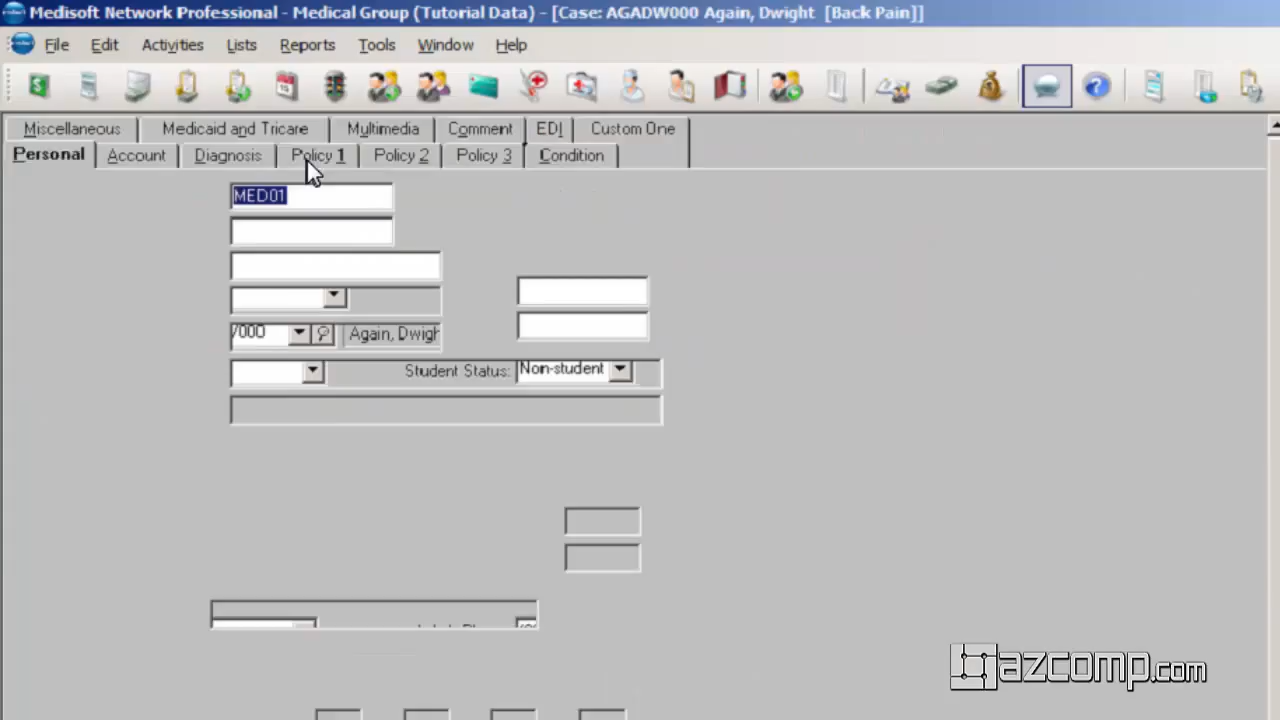 Medisoft Network Professional - Medical Group (Tutorial Data) - [Case: AGADW000 Again, Dwight [Back Pain]]
File Edit Activities Lists Reports Tools Window Help
Miscellaneous Medicaid and Tricare Multimedia Comment EDI Custom One
Personal Account Diagnosis Policy 1 Policy 2 Policy 3 Condition
MED01
000 Again, Dwigh
Student Status: Non-student
azcomp.com